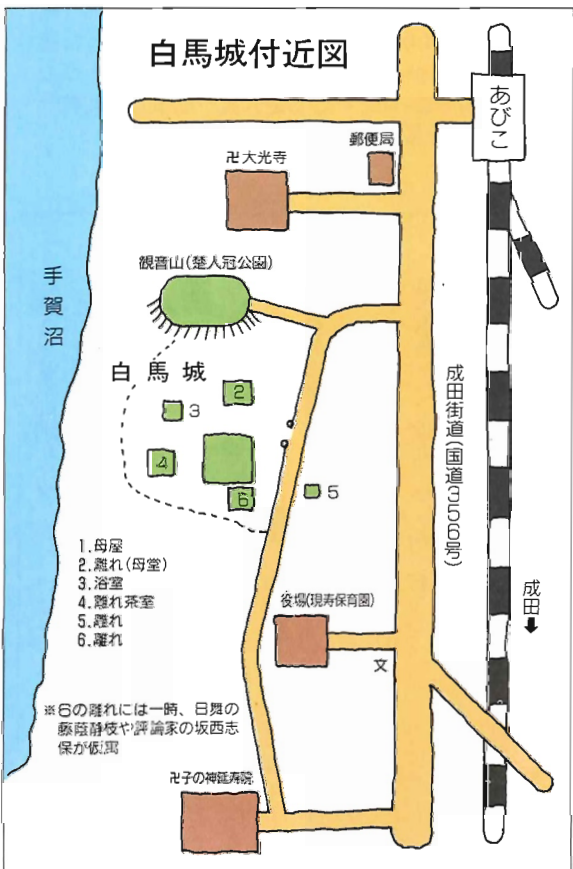 白馬城付近図
あびこ
郵便局
卍大光寺
観音山(楚人冠公園)
手賀沼
白馬城
2
3
4
6
5
成田街道(国道356号)
成田
1.母屋
2.離れ(母堂)
3.浴室
4.離れ茶室
5.離れ
6.離れ
役場(現寿保育園)
文
※6の離れには一時、日舞の
藤蔭静枝や評論家の坂西志
保が仮寓
卍子の神延寿院